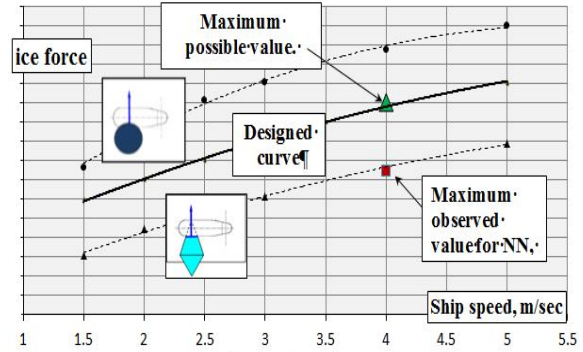 Maximum·
possible·value.·
ice force
Designed·
curve¶
Maximum·
observed·
value for·NN,·
Ship speed, m/sec
1 1.5 2 2.5 3 3.5 4 4.5 5 5.5